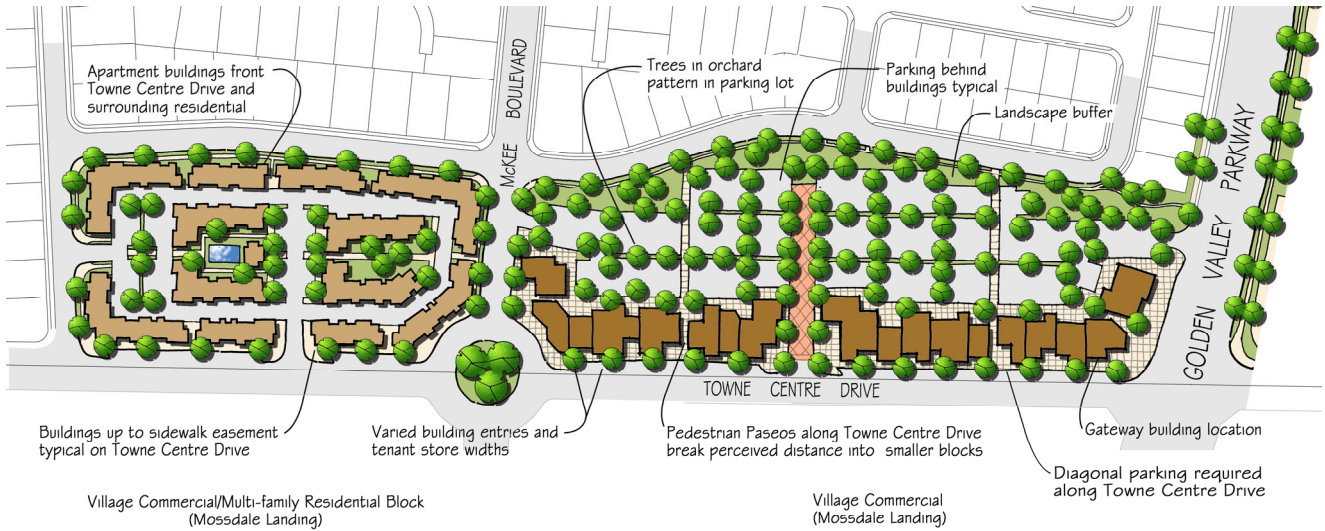 Apartment buildings front
Towne Centre Drive and
surrounding residential
McKEE BOULEVARD
Trees in orchard
pattern in parking lot
Parking behind
buildings typical
Landscape buffer
GOLDEN VALLEY PARKWAY
TOWNE CENTRE DRIVE
Buildings up to sidewalk easement
typical on Towne Centre Drive
Varied building entries and
tenant store widths
Pedestrian Paseos along Towne Centre Drive
break perceived distance into smaller blocks
Gateway building location
Diagonal parking required
along Towne Centre Drive
Village Commercial/Multi-family Residential Block
(Mossdale Landing)
Village Commercial
(Mossdale Landing)